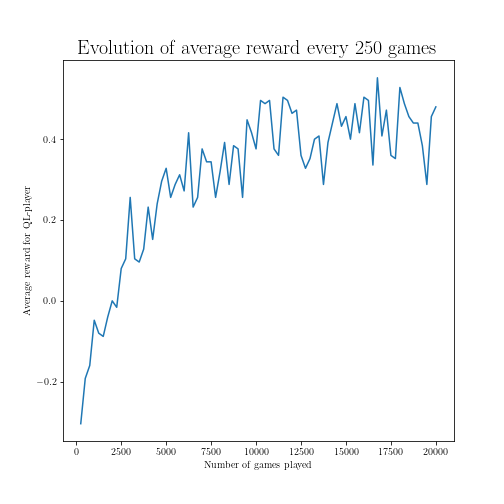 Evolution of average reward every 250 games
Average reward for QL-player
0.4
0.2
0.0
−0.2
0 2500 5000 7500 10000 12500 15000 17500 20000
Number of games played